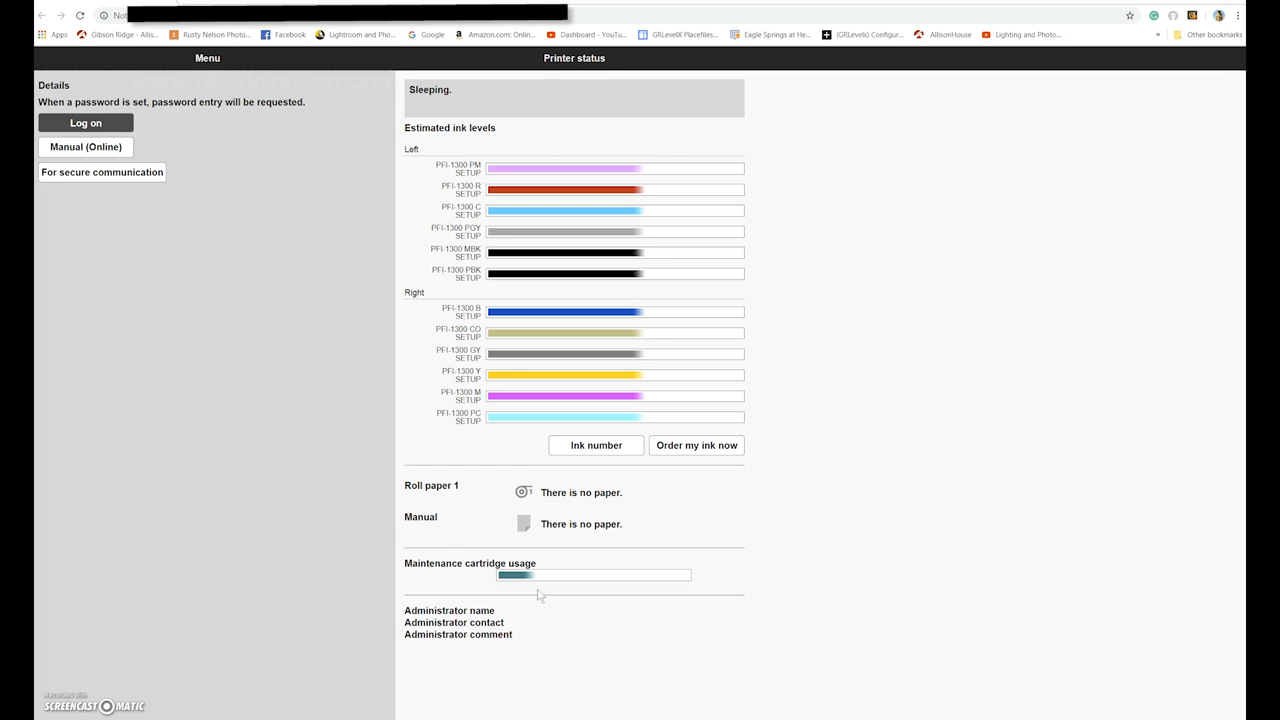 Not
Apps
Gibson Ridge - Allis...
Rusty Nelson Photo...
Facebook
Lightroom and Pho...
Google
Amazon.com: Onlin...
Dashboard - YouTu...
GRLevelX Placefiles...
Eagle Springs at He...
(GRLevelx) Configur...
AllisonHouse
Lighting and Photo...
»
Other bookmarks
Menu
Printer status
Details
When a password is set, password entry will be requested.
Log on
Manual (Online)
For secure communication
Sleeping.
Estimated ink levels
Left
PFI-1300 PM
SETUP
PFI-1300 R
SETUP
PFI-1300 C
SETUP
PFI-1300 PGY
SETUP
PFI-1300 MBK
SETUP
PFI-1300 PBK
SETUP
Right
PFI-1300 B
SETUP
PFI-1300 CO
SETUP
PFI-1300 GY
SETUP
PFI-1300 Y
SETUP
PFI-1300 M
SETUP
PFI-1300 PC
SETUP
Ink number
Order my ink now
Roll paper 1
There is no paper.
Manual
There is no paper.
Maintenance cartridge usage
Administrator name
Administrator contact
Administrator comment
Recorded with
SCREENCAST-O-MATIC